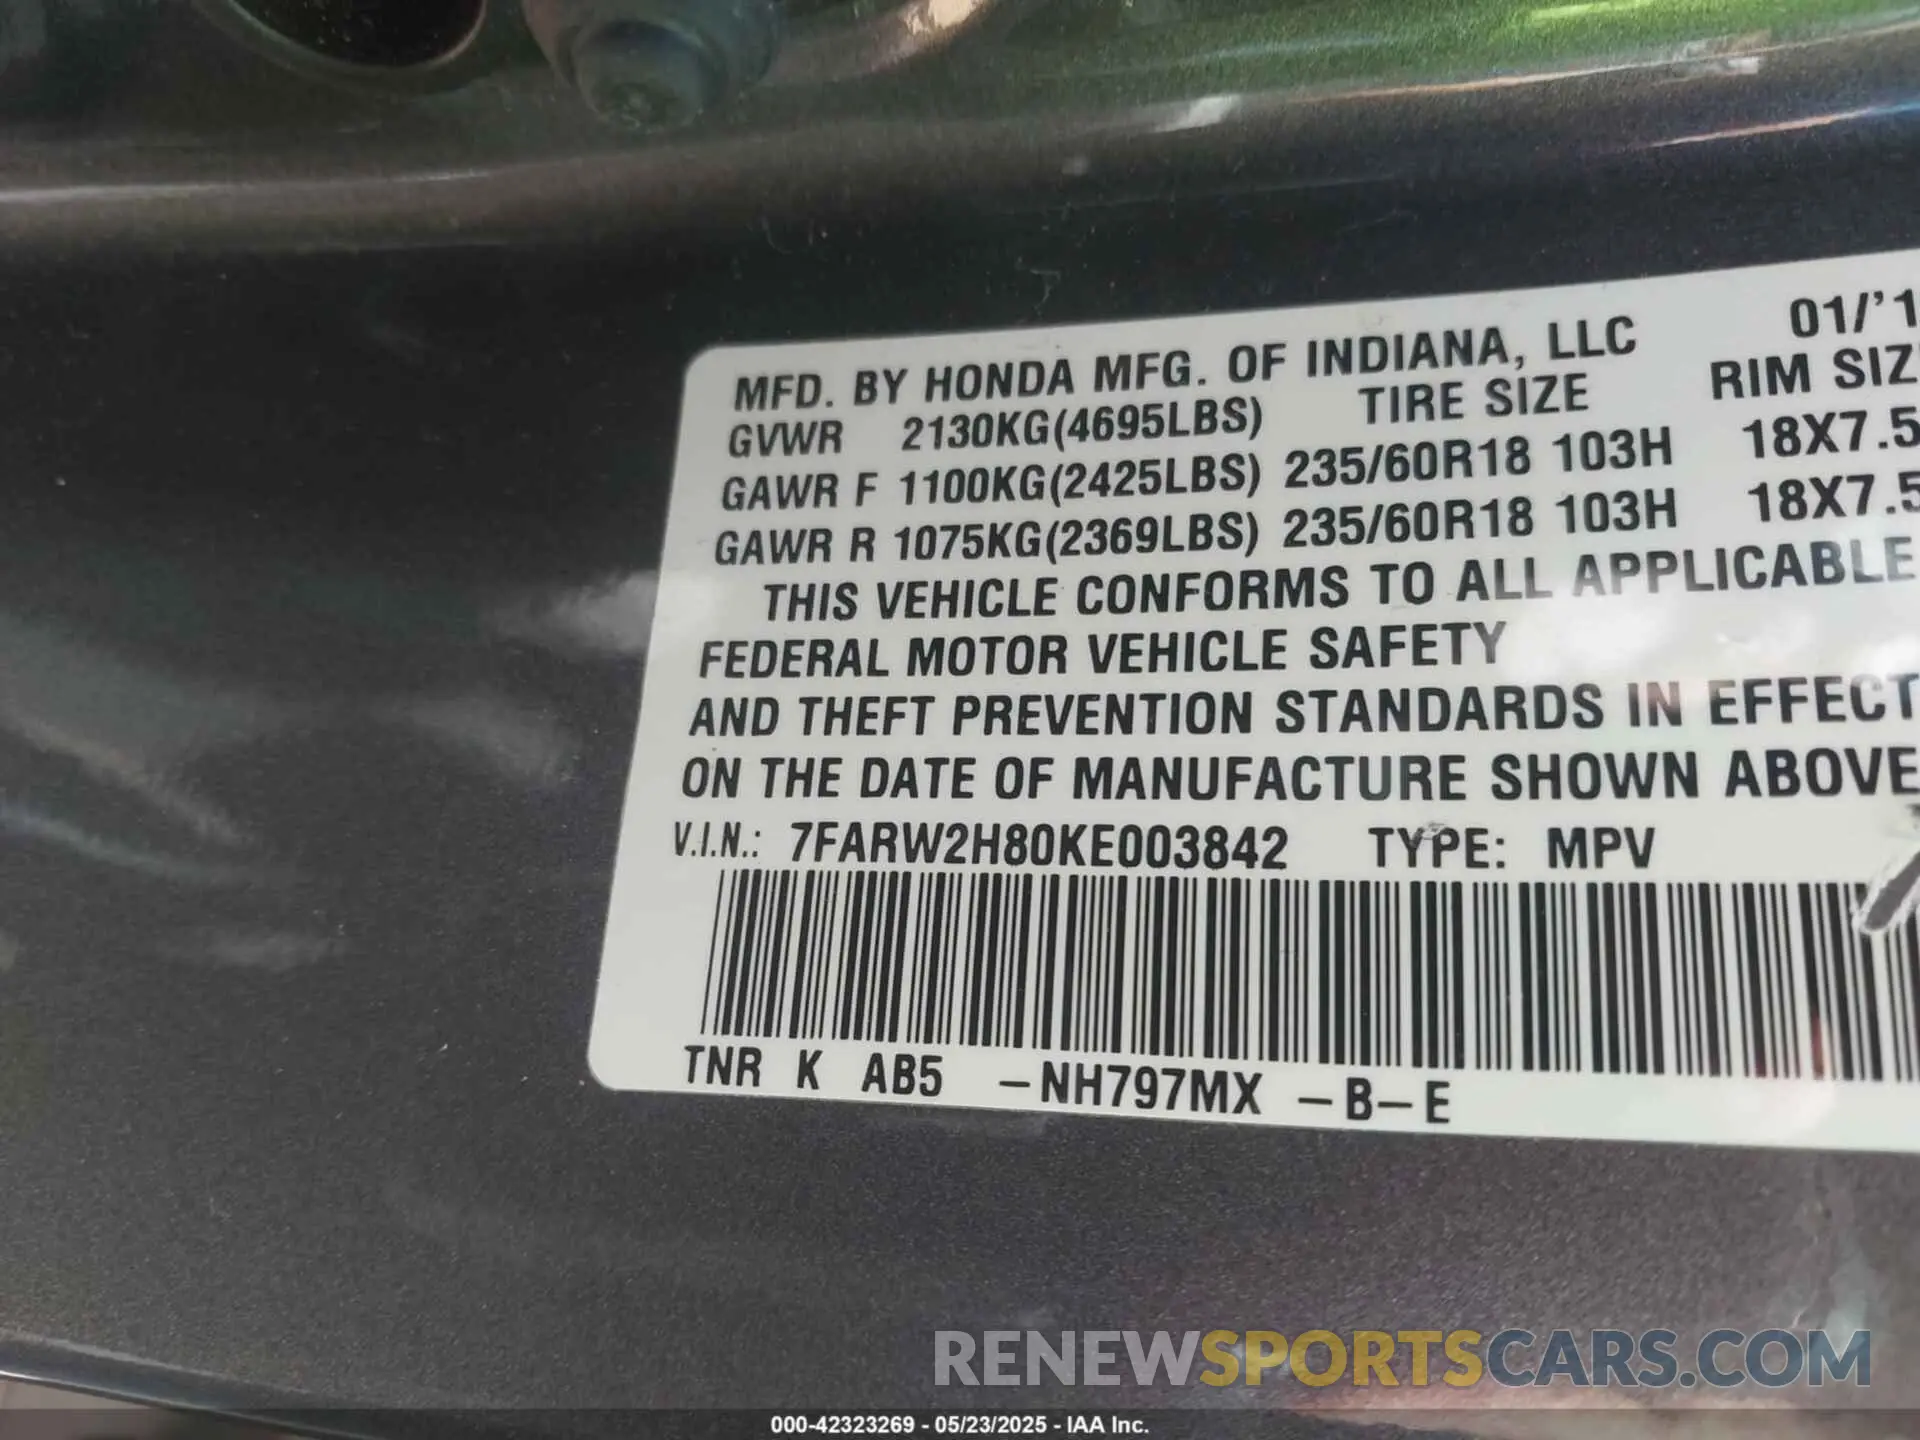 MFD. BY HONDA MFG. OF INDIANA, LLC 01/'1
GVWR 2130KG(4695LBS) TIRE SIZE RIM SIZ
GAWR F 1100KG(2425LBS) 235/60R18 103H 18X7.5
GAWR R 1075KG(2369LBS) 235/60R18 103H 18X7.5
THIS VEHICLE CONFORMS TO ALL APPLICABLE
FEDERAL MOTOR VEHICLE SAFETY
AND THEFT PREVENTION STANDARDS IN EFFECT
ON THE DATE OF MANUFACTURE SHOWN ABOVE
V.I.N.: 7FARW2H80KE003842 TYPE: MPV
TNR K AB5 -NH797MX -B-E
RENEWSPORTSCARS.COM
000-42323269 - 05/23/2025 - IAA Inc.